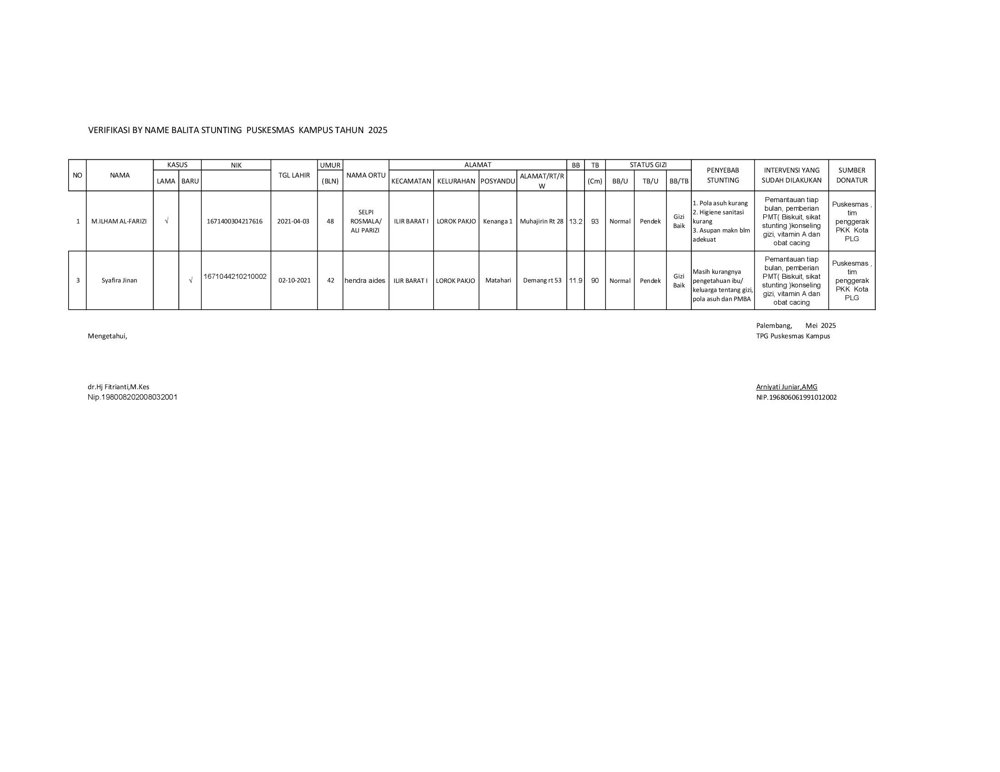 VERIFIKASI BY NAME BALITA STUNTING  PUSKESMAS  KAMPUS TAHUN  2025
NO NAMA KASUS NIK TGL LAHIR UMUR NAMA ORTU ALAMAT BB TB STATUS GIZI PENYEBAB STUNTING INTERVENSI YANG SUDAH DILAKUKAN SUMBER DONATUR
LAMA BARU (BLN) KECAMATAN KELURAHAN POSYANDU ALAMAT/RT/RW (Cm) BB/U TB/U BB/TB
1 M.ILHAM AL-FARIZI √ 1671400304217616 2021-04-03 48 SELPI ROSMALA/ ALI PARIZI ILIR BARAT I LOROK PAKJO Kenanga 1 Muhajirin Rt 28 13.2 93 Normal Pendek Gizi Baik 1. Pola asuh kurang 2. Higiene sanitasi kurang 3. Asupan makn blm adekuat Pemantauan tiap bulan, pemberian PMT( Biskuit, sikat stunting )konseling gizi, vitamin A dan obat cacing Puskesmas , tim penggerak PKK  Kota PLG
3 Syafira Jinan √ 1671044210210002 02-10-2021 42 hendra aides ILIR BARAT I LOROK PAKJO Matahari Demang rt 53 11.9 90 Normal Pendek Gizi Baik Masih kurangnya pengetahuan ibu/ keluarga tentang gizi, pola asuh dan PMBA Pemantauan tiap bulan, pemberian PMT( Biskuit, sikat stunting )konseling gizi, vitamin A dan obat cacing Puskesmas , tim penggerak PKK  Kota PLG
Palembang,       Mei  2025
Mengetahui, TPG Puskesmas Kampus
dr.Hj Fitrianti,M.Kes Arniyati Juniar,AMG
Nip.198008202008032001 NIP.196806061991012002